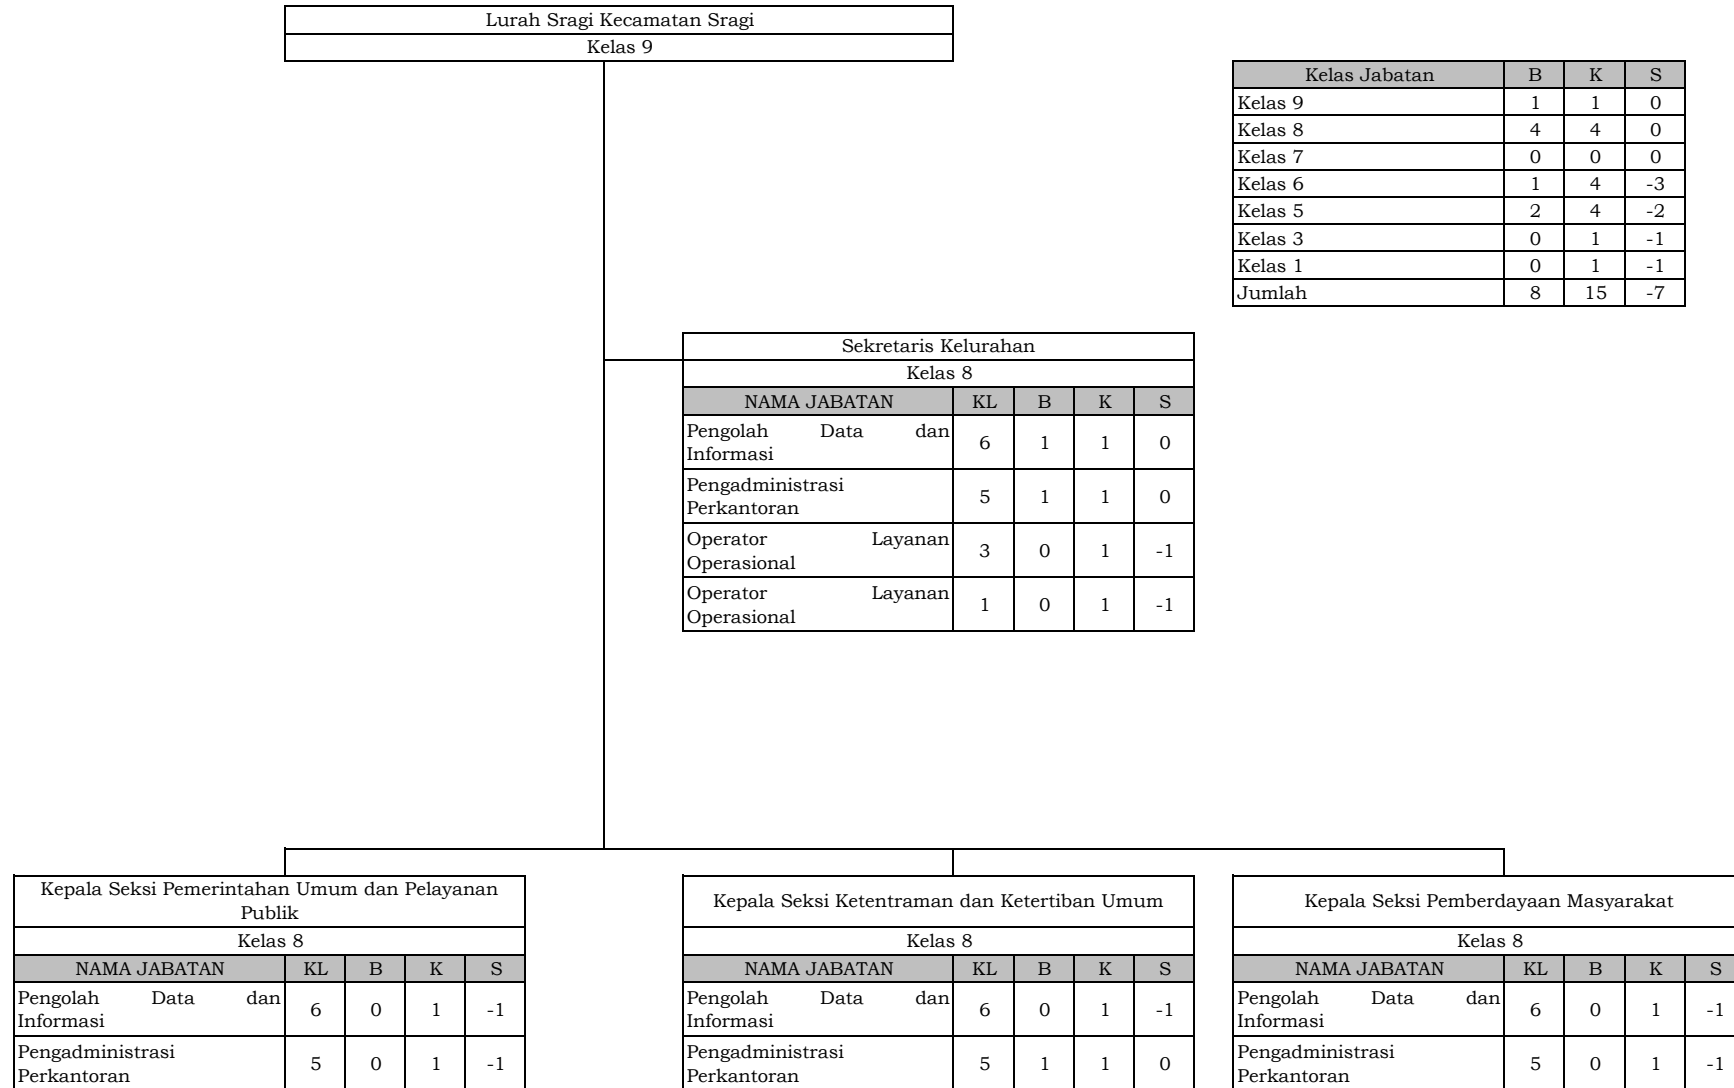 Lurah Sragi Kecamatan Sragi
Kelas 9
Kelas Jabatan B K S
Kelas 9 1 1 0
Kelas 8 4 4 0
Kelas 7 0 0 0
Kelas 6 1 4 -3
Kelas 5 2 4 -2
Kelas 3 0 1 -1
Kelas 1 0 1 -1
Jumlah 8 15 -7
Sekretaris Kelurahan
Kelas 8
NAMA JABATAN KL B K S
Pengolah Data dan
Informasi 6 1 1 0
Pengadministrasi
Perkantoran 5 1 1 0
Operator Layanan
Operasional 3 0 1 -1
Operator Layanan
Operasional 1 0 1 -1
Kepala Seksi Pemerintahan Umum dan Pelayanan
Publik
Kelas 8
NAMA JABATAN KL B K S
Pengolah Data dan
Informasi 6 0 1 -1
Pengadministrasi
Perkantoran 5 0 1 -1
Kepala Seksi Ketentraman dan Ketertiban Umum
Kelas 8
NAMA JABATAN KL B K S
Pengolah Data dan
Informasi 6 0 1 -1
Pengadministrasi
Perkantoran 5 1 1 0
Kepala Seksi Pemberdayaan Masyarakat
Kelas 8
NAMA JABATAN KL B K S
Pengolah Data dan
Informasi 6 0 1 -1
Pengadministrasi
Perkantoran 5 0 1 -1